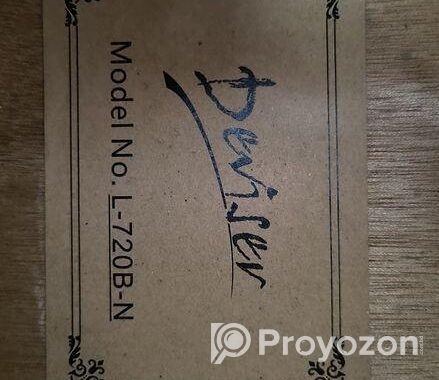 Deviser
Model No. L-720B-N
Proyozon